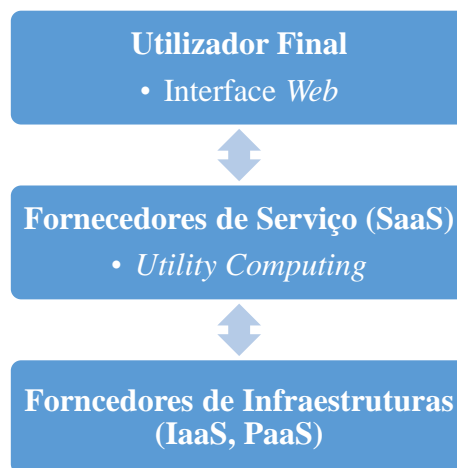 Utilizador Final
• Interface Web
Fornecedores de Serviço (SaaS)
• Utility Computing
Forncedores de Infraestruturas
(IaaS, PaaS)